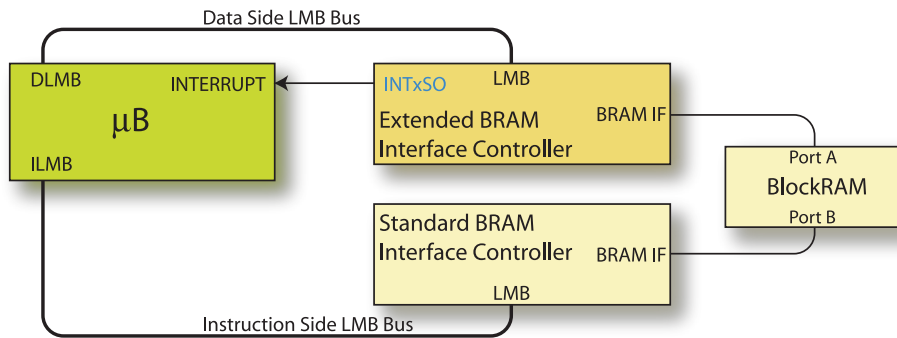 Data Side LMB Bus
DLMB
INTERRUPT
μB
ILMB
INTxSO
LMB
BRAM IF
Extended BRAM
Interface Controller
Port A
BlockRAM
Port B
Standard BRAM
Interface Controller
BRAM IF
LMB
Instruction Side LMB Bus